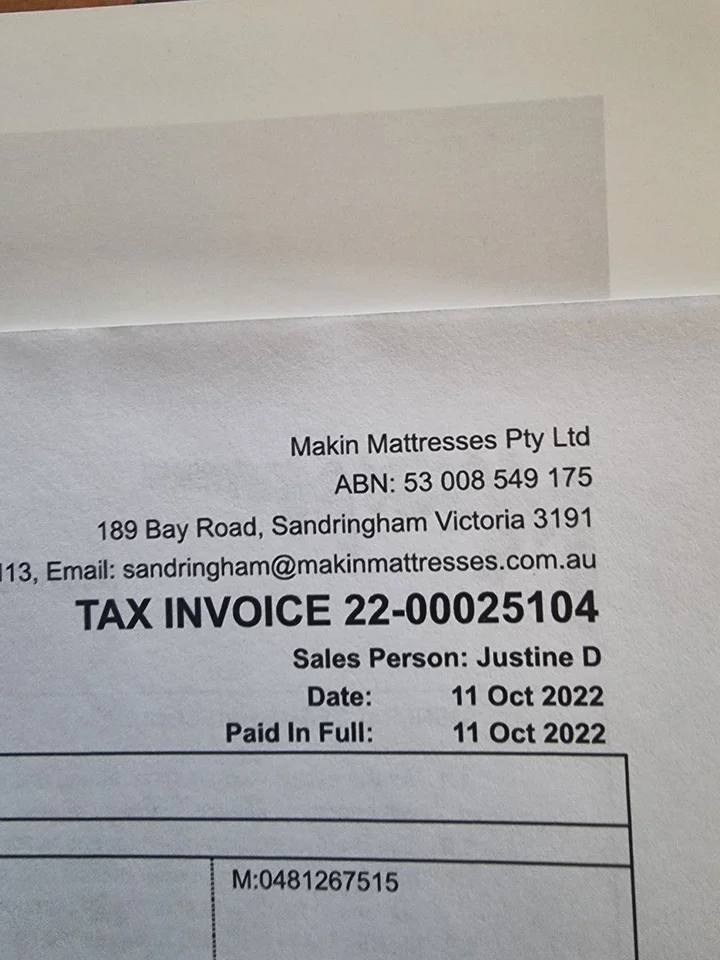 Makin Mattresses Pty Ltd
ABN: 53 008 549 175
189 Bay Road, Sandringham Victoria 3191
113, Email: sandringham@makinmattresses.com.au
TAX INVOICE 22-00025104
Sales Person: Justine D
Date: 11 Oct 2022
Paid In Full: 11 Oct 2022
M:0481267515